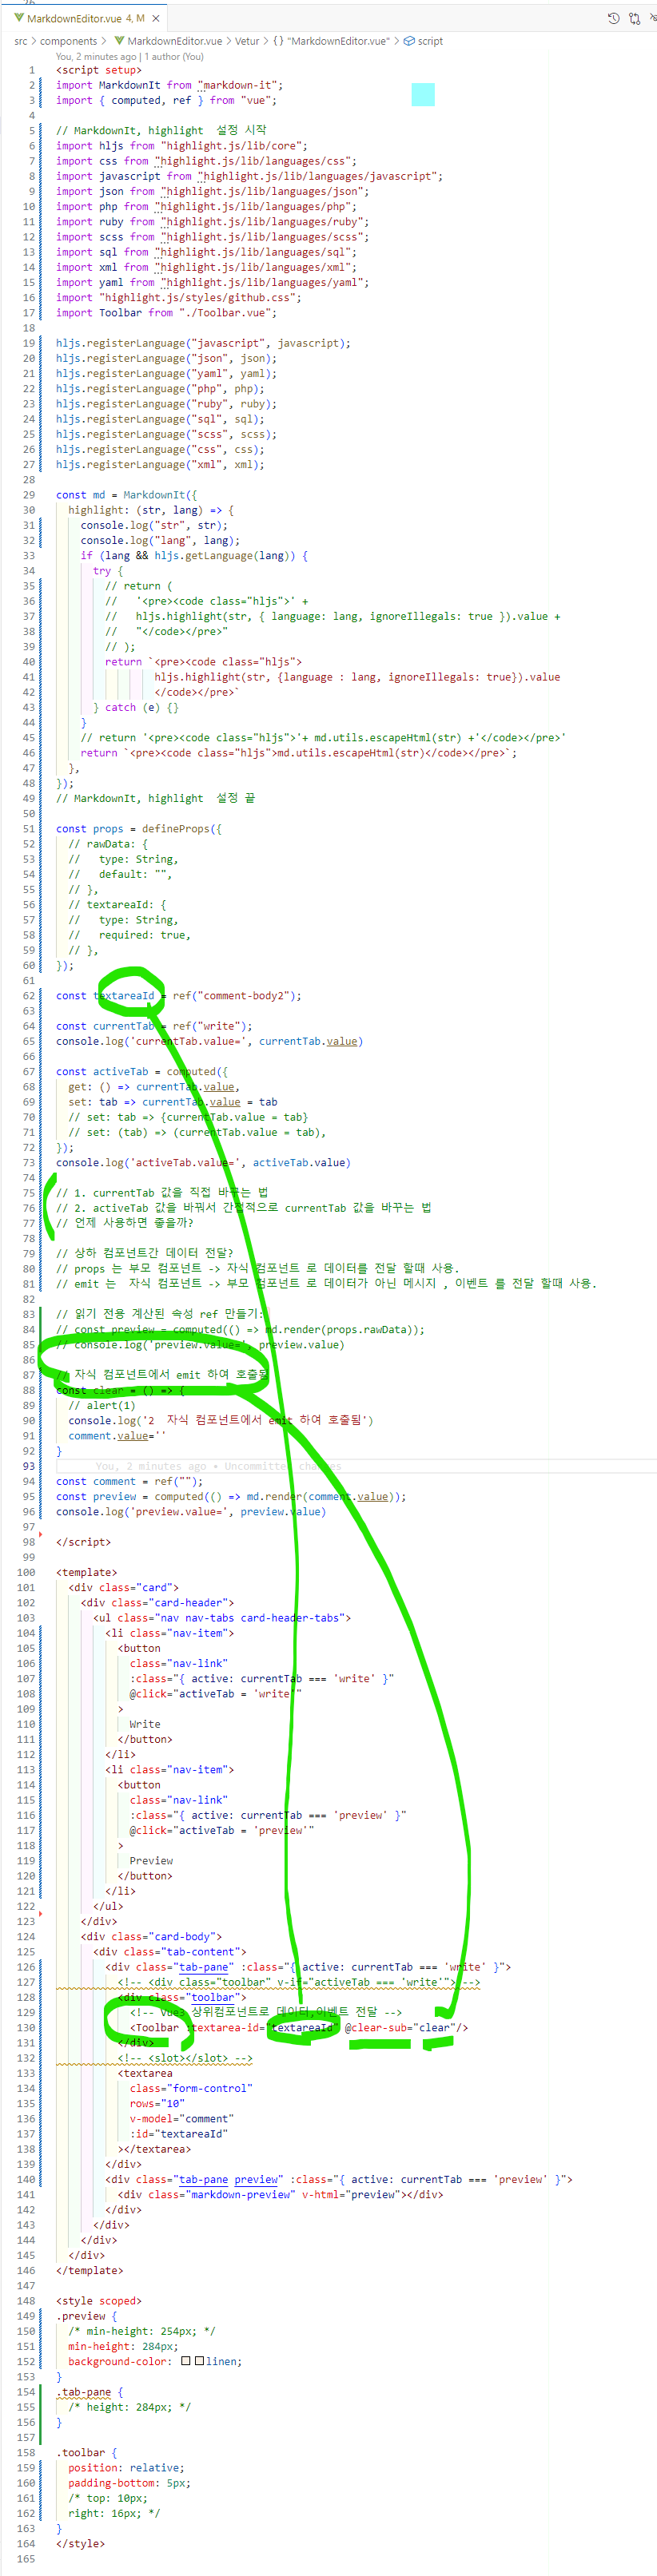 MarkdownEditor.vue 4, M
src > components > MarkdownEditor.vue > Vetur > {} "MarkdownEditor.vue" > script
You, 2 minutes ago | 1 author (You)
1 <script setup>
2 import MarkdownIt from "markdown-it";
3 import { computed, ref } from "vue";
4
5 // MarkdownIt, highlight 설정 시작
6 import hljs from "highlight.js/lib/core";
7 import css from "highlight.js/lib/languages/css";
8 import javascript from "highlight.js/lib/languages/javascript";
9 import json from "highlight.js/lib/languages/json";
10 import php from "highlight.js/lib/languages/php";
11 import ruby from "highlight.js/lib/languages/ruby";
12 import scss from "highlight.js/lib/languages/scss";
13 import sql from "highlight.js/lib/languages/sql";
14 import xml from "highlight.js/lib/languages/xml";
15 import yaml from "highlight.js/lib/languages/yaml";
16 import "highlight.js/styles/github.css";
17 import Toolbar from "./Toolbar.vue";
18
19 hljs.registerLanguage("javascript", javascript);
20 hljs.registerLanguage("json", json);
21 hljs.registerLanguage("yaml", yaml);
22 hljs.registerLanguage("php", php);
23 hljs.registerLanguage("ruby", ruby);
24 hljs.registerLanguage("sql", sql);
25 hljs.registerLanguage("scss", scss);
26 hljs.registerLanguage("css", css);
27 hljs.registerLanguage("xml", xml);
28
29 const md = MarkdownIt({
30 highlight: (str, lang) => {
31 console.log("str", str);
32 console.log("lang", lang);
33 if (lang && hljs.getLanguage(lang)) {
34 try {
35 // return (
36 // '<pre><code class="hljs">' +
37 // hljs.highlight(str, { language: lang, ignoreIllegals: true }).value +
38 // "</code></pre>"
39 // );
40 return `<pre><code class="hljs">
41 hljs.highlight(str, {language : lang, ignoreIllegals: true}).value
42 </code></pre>`
43 } catch (e) {}
44 }
45 // return '<pre><code class="hljs">'+ md.utils.escapeHtml(str) +'</code></pre>'
46 return `<pre><code class="hljs">md.utils.escapeHtml(str)</code></pre>`;
47 },
48 });
49 // MarkdownIt, highlight 설정 끝
50
51 const props = defineProps({
52 // rawData: {
53 // type: String,
54 // default: "",
55 // },
56 // textareaId: {
57 // type: String,
58 // required: true,
59 // },
60 });
61
62 const textareaId = ref("comment-body2");
63
64 const currentTab = ref("write");
65 console.log('currentTab.value=', currentTab.value)
66
67 const activeTab = computed({
68 get: () => currentTab.value,
69 set: tab => currentTab.value = tab
70 // set: tab => {currentTab.value = tab}
71 // set: (tab) => (currentTab.value = tab),
72 });
73 console.log('activeTab.value=', activeTab.value)
74
75 // 1. currentTab 값을 직접 바꾸는 법
76 // 2. activeTab 값을 바꿔서 간접적으로 currentTab 값을 바꾸는 법
77 // 언제 사용하면 좋을까?
78
79 // 상하 컴포넌트간 데이터 전달?
80 // props 는 부모 컴포넌트 -> 자식 컴포넌트 로 데이터를 전달 할때 사용.
81 // emit 는 자식 컴포넌트 -> 부모 컴포넌트 로 데이터가 아닌 메시지 , 이벤트 를 전달 할때 사용.
82
83 // 읽기 전용 계산된 속성 ref 만들기:
84 // const preview = computed(() => md.render(props.rawData));
85 // console.log('preview.value=', preview.value)
86
87 // 자식 컴포넌트에서 emit 하여 호출됨
88 const clear = () => {
89 // alert(1)
90 console.log('2 자식 컴포넌트에서 emit 하여 호출됨')
91 comment.value=''
92 }
93 You, 2 minutes ago • Uncommitted changes
94 const comment = ref("");
95 const preview = computed(() => md.render(comment.value));
96 console.log('preview.value=', preview.value)
97
98 </script>
99
100 <template>
101 <div class="card">
102 <div class="card-header">
103 <ul class="nav nav-tabs card-header-tabs">
104 <li class="nav-item">
105 <button
106 class="nav-link"
107 :class="{ active: currentTab === 'write' }"
108 @click="activeTab = 'write'"
109 >
110 Write
111 </button>
112 </li>
113 <li class="nav-item">
114 <button
115 class="nav-link"
116 :class="{ active: currentTab === 'preview' }"
117 @click="activeTab = 'preview'"
118 >
119 Preview
120 </button>
121 </li>
122 </ul>
123 </div>
124 <div class="card-body">
125 <div class="tab-content">
126 <div class="tab-pane" :class="{ active: currentTab === 'write' }">
127 <!-- <div class="toolbar" v-if="activeTab === 'write'"> -->
128 <div class="toolbar">
129 <!-- vue3 상위컴포넌트로 데이터,이벤트 전달 -->
130 <Toolbar :textarea-id="textareaId" @clear-sub="clear"/>
131 </div>
132 <!-- <slot></slot> -->
133 <textarea
134 class="form-control"
135 rows="10"
136 v-model="comment"
137 :id="textareaId"
138 ></textarea>
139 </div>
140 <div class="tab-pane preview" :class="{ active: currentTab === 'preview' }">
141 <div class="markdown-preview" v-html="preview"></div>
142 </div>
143 </div>
144 </div>
145 </div>
146 </template>
147
148 <style scoped>
149 .preview {
150 /* min-height: 254px; */
151 min-height: 284px;
152 background-color: linen;
153 }
154 .tab-pane {
155 /* height: 284px; */
156 }
157
158 .toolbar {
159 position: relative;
160 padding-bottom: 5px;
161 /* top: 10px;
162 right: 16px; */
163 }
164 </style>
165